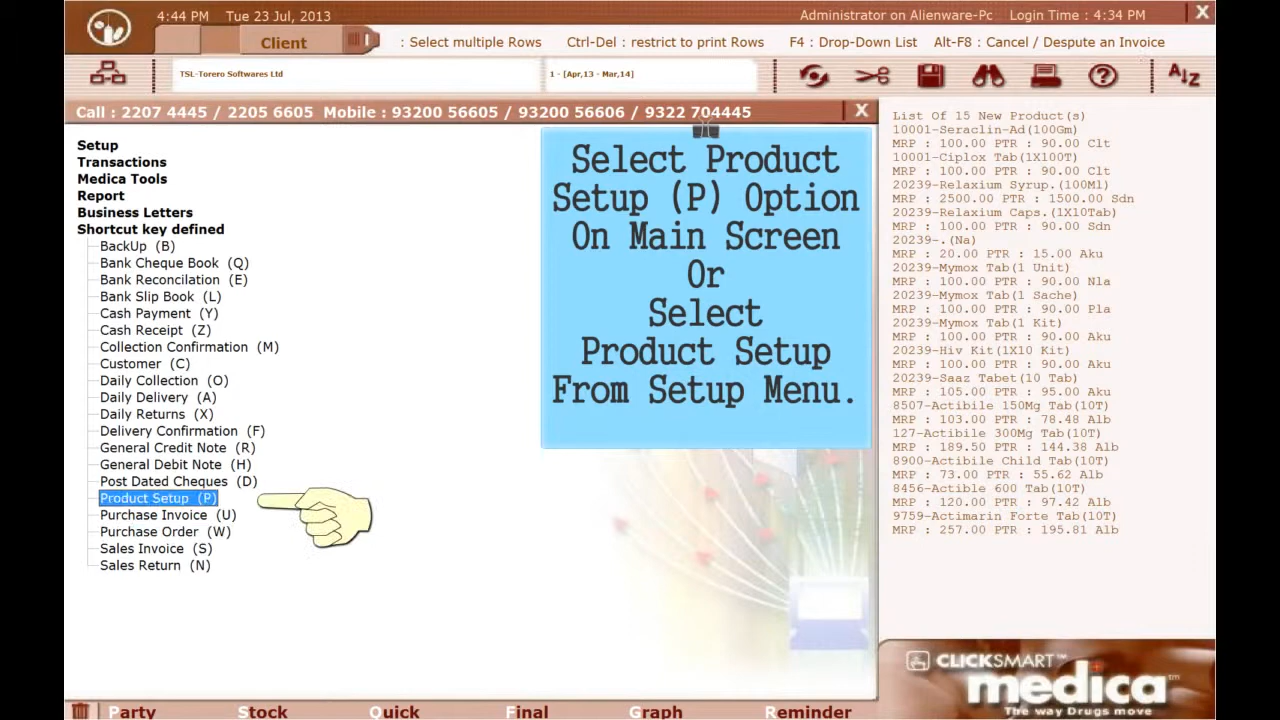 4:44 PM Tue 23 Jul, 2013
Administrator on Alienware-Pc Login Time : 4:34 PM X
Client
: Select multiple Rows Ctrl-Del : restrict to print Rows F4 : Drop-Down List Alt-F8 : Cancel / Despute an Invoice
TSL-Torero Softwares Ltd
1 - [Apr,13 - Mar,14]
Call : 2207 4445 / 2205 6605 Mobile : 93200 56605 / 93200 56606 / 9322 704445 X
Setup
Transactions
Medica Tools
Report
Business Letters
Shortcut key defined
BackUp (B)
Bank Cheque Book (Q)
Bank Reconcilation (E)
Bank Slip Book (L)
Cash Payment (Y)
Cash Receipt (Z)
Collection Confirmation (M)
Customer (C)
Daily Collection (O)
Daily Delivery (A)
Daily Returns (X)
Delivery Confirmation (F)
General Credit Note (R)
General Debit Note (H)
Post Dated Cheques (D)
Product Setup (P)
Purchase Invoice (U)
Purchase Order (W)
Sales Invoice (S)
Sales Return (N)
Select Product
Setup (P) Option
On Main Screen
Or
Select
Product Setup
From Setup Menu.
List Of 15 New Product(s)
10001-Seraclin-Ad(100Gm)
MRP : 100.00 PTR : 90.00 Clt
10001-Ciplox Tab(1X100T)
MRP : 100.00 PTR : 90.00 Clt
20239-Relaxium Syrup.(100Ml)
MRP : 2500.00 PTR : 1500.00 Sdn
20239-Relaxium Caps.(1X10Tab)
MRP : 100.00 PTR : 90.00 Sdn
20239-.(Na)
MRP : 20.00 PTR : 15.00 Aku
20239-Mymox Tab(1 Unit)
MRP : 100.00 PTR : 90.00 Nla
20239-Mymox Tab(1 Sache)
MRP : 100.00 PTR : 90.00 Pla
20239-Mymox Tab(1 Kit)
MRP : 100.00 PTR : 90.00 Aku
20239-Hiv Kit(1X10 Kit)
MRP : 100.00 PTR : 90.00 Aku
20239-Saaz Tabet(10 Tab)
MRP : 105.00 PTR : 95.00 Aku
8507-Actibile 150Mg Tab(10T)
MRP : 103.00 PTR : 78.48 Alb
127-Actibile 300Mg Tab(10T)
MRP : 189.50 PTR : 144.38 Alb
8900-Actibile Child Tab(10T)
MRP : 73.00 PTR : 55.62 Alb
8456-Actible 600 Tab(10T)
MRP : 120.00 PTR : 97.42 Alb
9759-Actimarin Forte Tab(10T)
MRP : 257.00 PTR : 195.81 Alb
CLICKSMART™
medica™
The way Drugs move
Party Stock Quick Final Graph Reminder